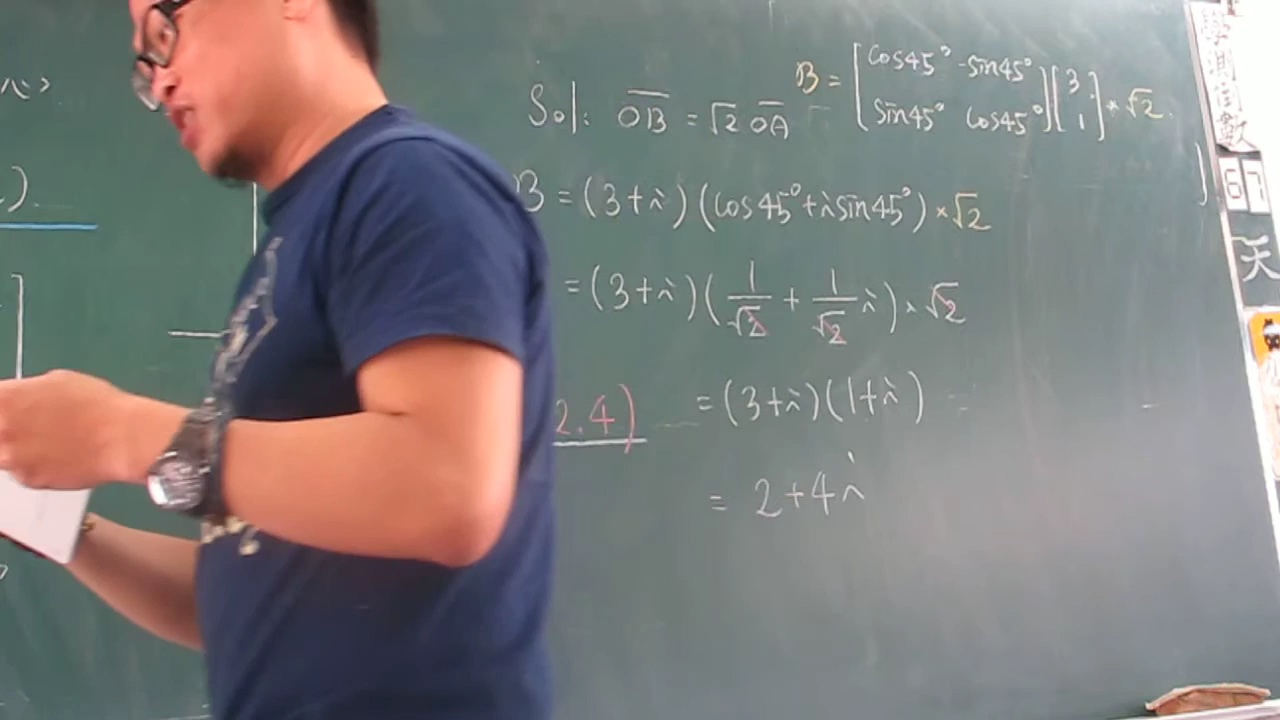 Sol: OB = √2 OA
B = [cos45° -sin45° / sin45° cos45°][3 / 1] × √2
B = (3+i)(cos45°+i sin45°) × √2
= (3+i)(1/√2 + 1/√2 i) × √2
= (3+i)(1+i)
2.4)
= 2+4i
學測倒數
67
天